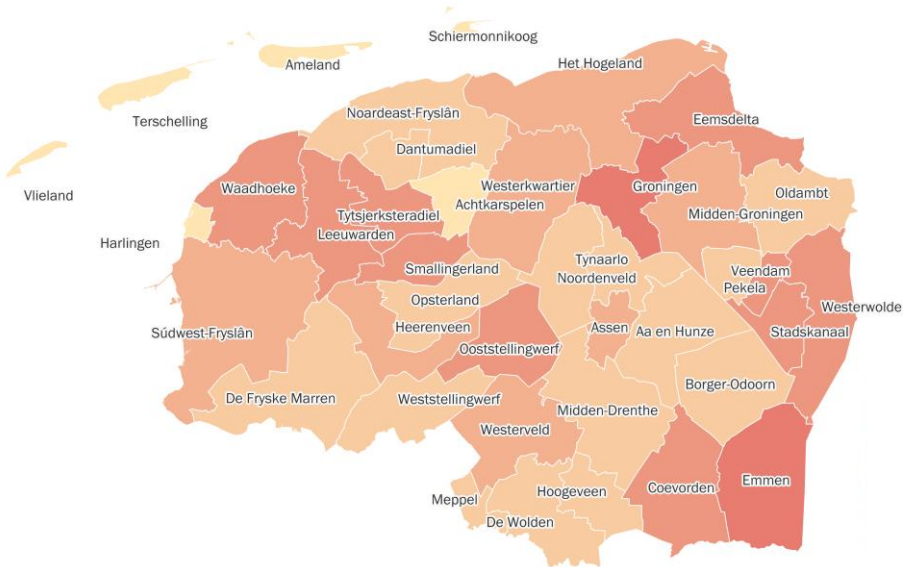 Schiermonnikoog
Ameland
Het Hogeland
Terschelling
Noardeast-Fryslân
Eemsdelta
Dantumadiel
Vlieland
Waadhoeke
Westerkwartier
Groningen
Oldambt
Achtkarspelen
Tytsjerksteradiel
Midden-Groningen
Leeuwarden
Harlingen
Tynaarlo
Smallingerland
Veendam
Noordenveld
Pekela
Opsterland
Westerwolde
Súdwest-Fryslân
Heerenveen
Assen
Aa en Hunze
Stadskanaal
Ooststellingwerf
Borger-Odoorn
De Fryske Marren
Weststellingwerf
Midden-Drenthe
Westerveld
Emmen
Coevorden
Hoogeveen
Meppel
De Wolden